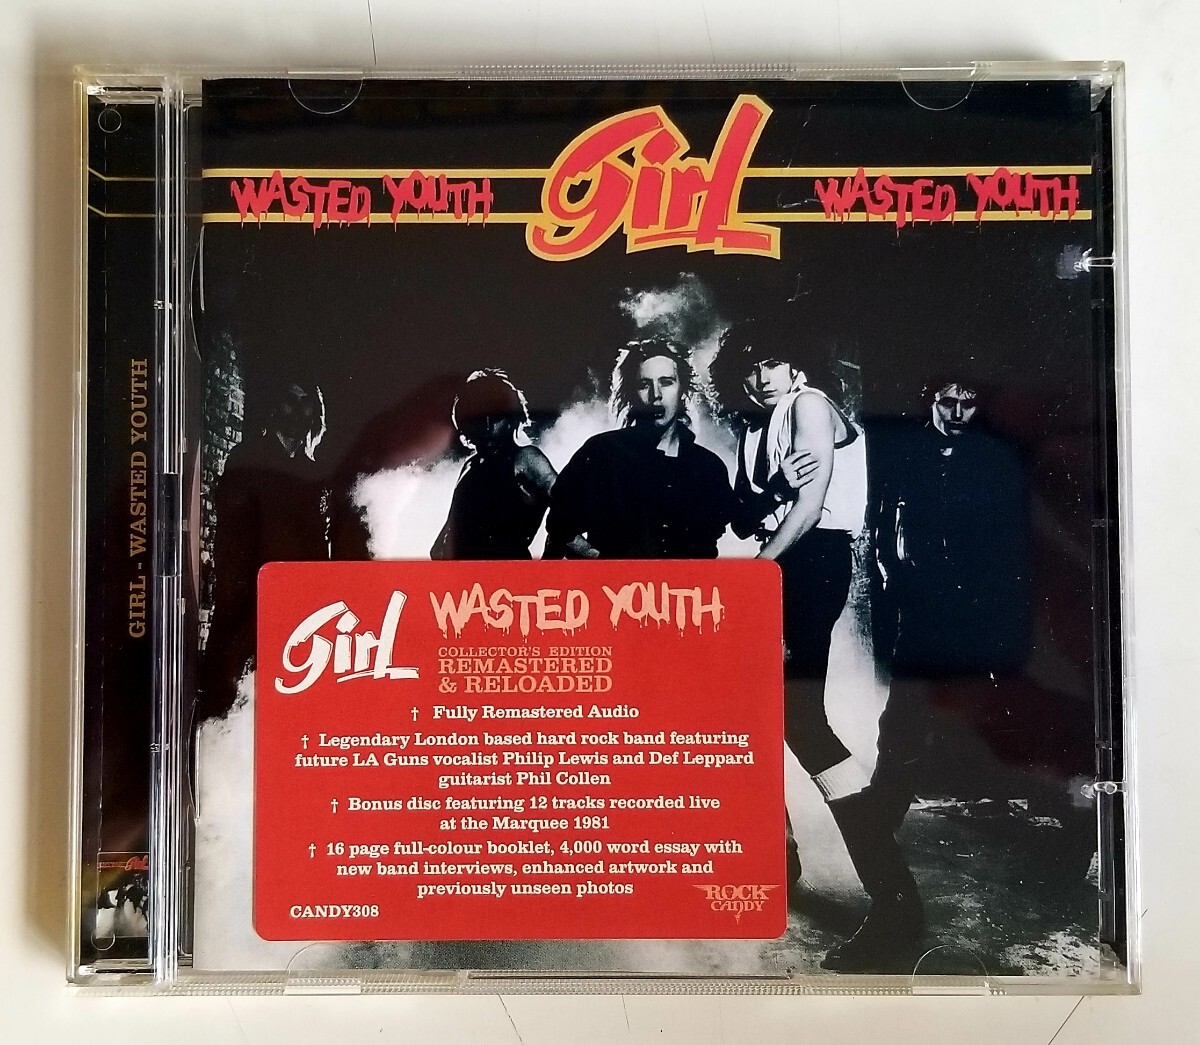 WASTED YOUTH
girL
WASTED YOUTH
GIRL - WASTED YOUTH
girL
WASTED YOUTH
COLLECTOR'S EDITION
REMASTERED
& RELOADED
† Fully Remastered Audio
† Legendary London based hard rock band featuring
future LA Guns vocalist Philip Lewis and Def Leppard
guitarist Phil Collen
† Bonus disc featuring 12 tracks recorded live
at the Marquee 1981
† 16 page full-colour booklet, 4,000 word essay with
new band interviews, enhanced artwork and
previously unseen photos
CANDY308
ROCK
CANDY